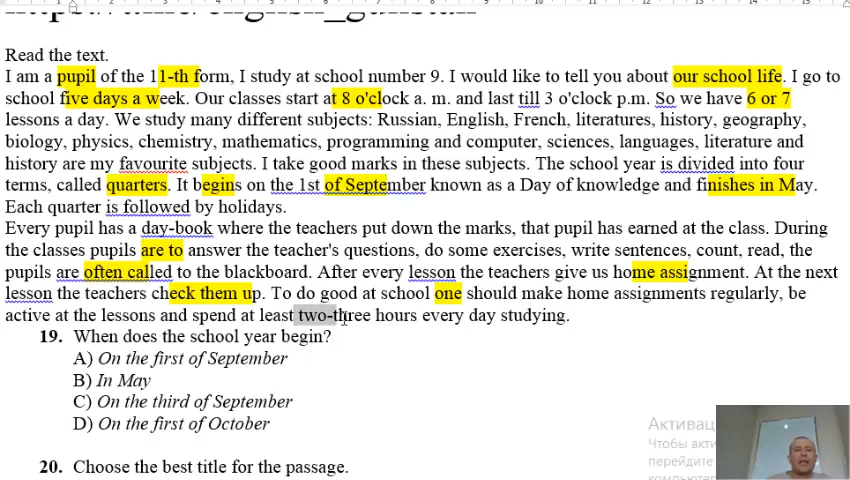 Read the text.
I am a pupil of the 11-th form, I study at school number 9. I would like to tell you about our school life. I go to
school five days a week. Our classes start at 8 o'clock a. m. and last till 3 o'clock p.m. So we have 6 or 7
lessons a day. We study many different subjects: Russian, English, French, literatures, history, geography,
biology, physics, chemistry, mathematics, programming and computer, sciences, languages, literature and
history are my favourite subjects. I take good marks in these subjects. The school year is divided into four
terms, called quarters. It begins on the 1st of September known as a Day of knowledge and finishes in May.
Each quarter is followed by holidays.
Every pupil has a day-book where the teachers put down the marks, that pupil has earned at the class. During
the classes pupils are to answer the teacher's questions, do some exercises, write sentences, count, read, the
pupils are often called to the blackboard. After every lesson the teachers give us home assignment. At the next
lesson the teachers check them up. To do good at school one should make home assignments regularly, be
active at the lessons and spend at least two-three hours every day studying.
19. When does the school year begin?
A) On the first of September
B) In May
C) On the third of September
D) On the first of October
20. Choose the best title for the passage.
Активац
Чтобы акти
перейдите
компьютер